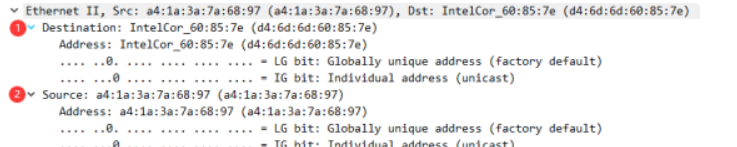 Ethernet II, Src: a4:1a:3a:7a:68:97 (a4:1a:3a:7a:68:97), Dst: IntelCor_60:85:7e (d4:6d:6d:60:85:7e)
1 Destination: IntelCor_60:85:7e (d4:6d:6d:60:85:7e)
Address: IntelCor_60:85:7e (d4:6d:6d:60:85:7e)
.... ..0. .... .... .... .... = LG bit: Globally unique address (factory default)
.... ...0 .... .... .... .... = IG bit: Individual address (unicast)
2 Source: a4:1a:3a:7a:68:97 (a4:1a:3a:7a:68:97)
Address: a4:1a:3a:7a:68:97 (a4:1a:3a:7a:68:97)
.... ..0. .... .... .... .... = LG bit: Globally unique address (factory default)
.... ...0 .... .... .... .... = IG bit: Individual address (unicast)